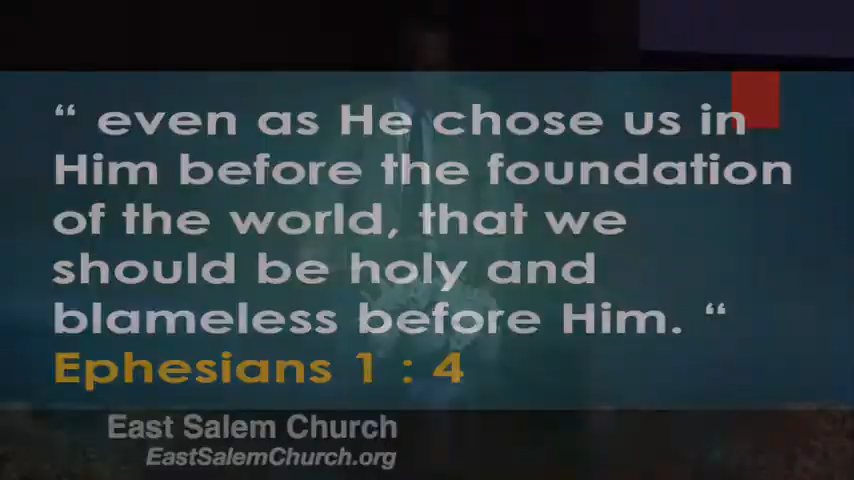 “ even as He chose us in
Him before the foundation
of the world, that we
should be holy and
blameless before Him. “
Ephesians 1 : 4
East Salem Church
EastSalemChurch.org